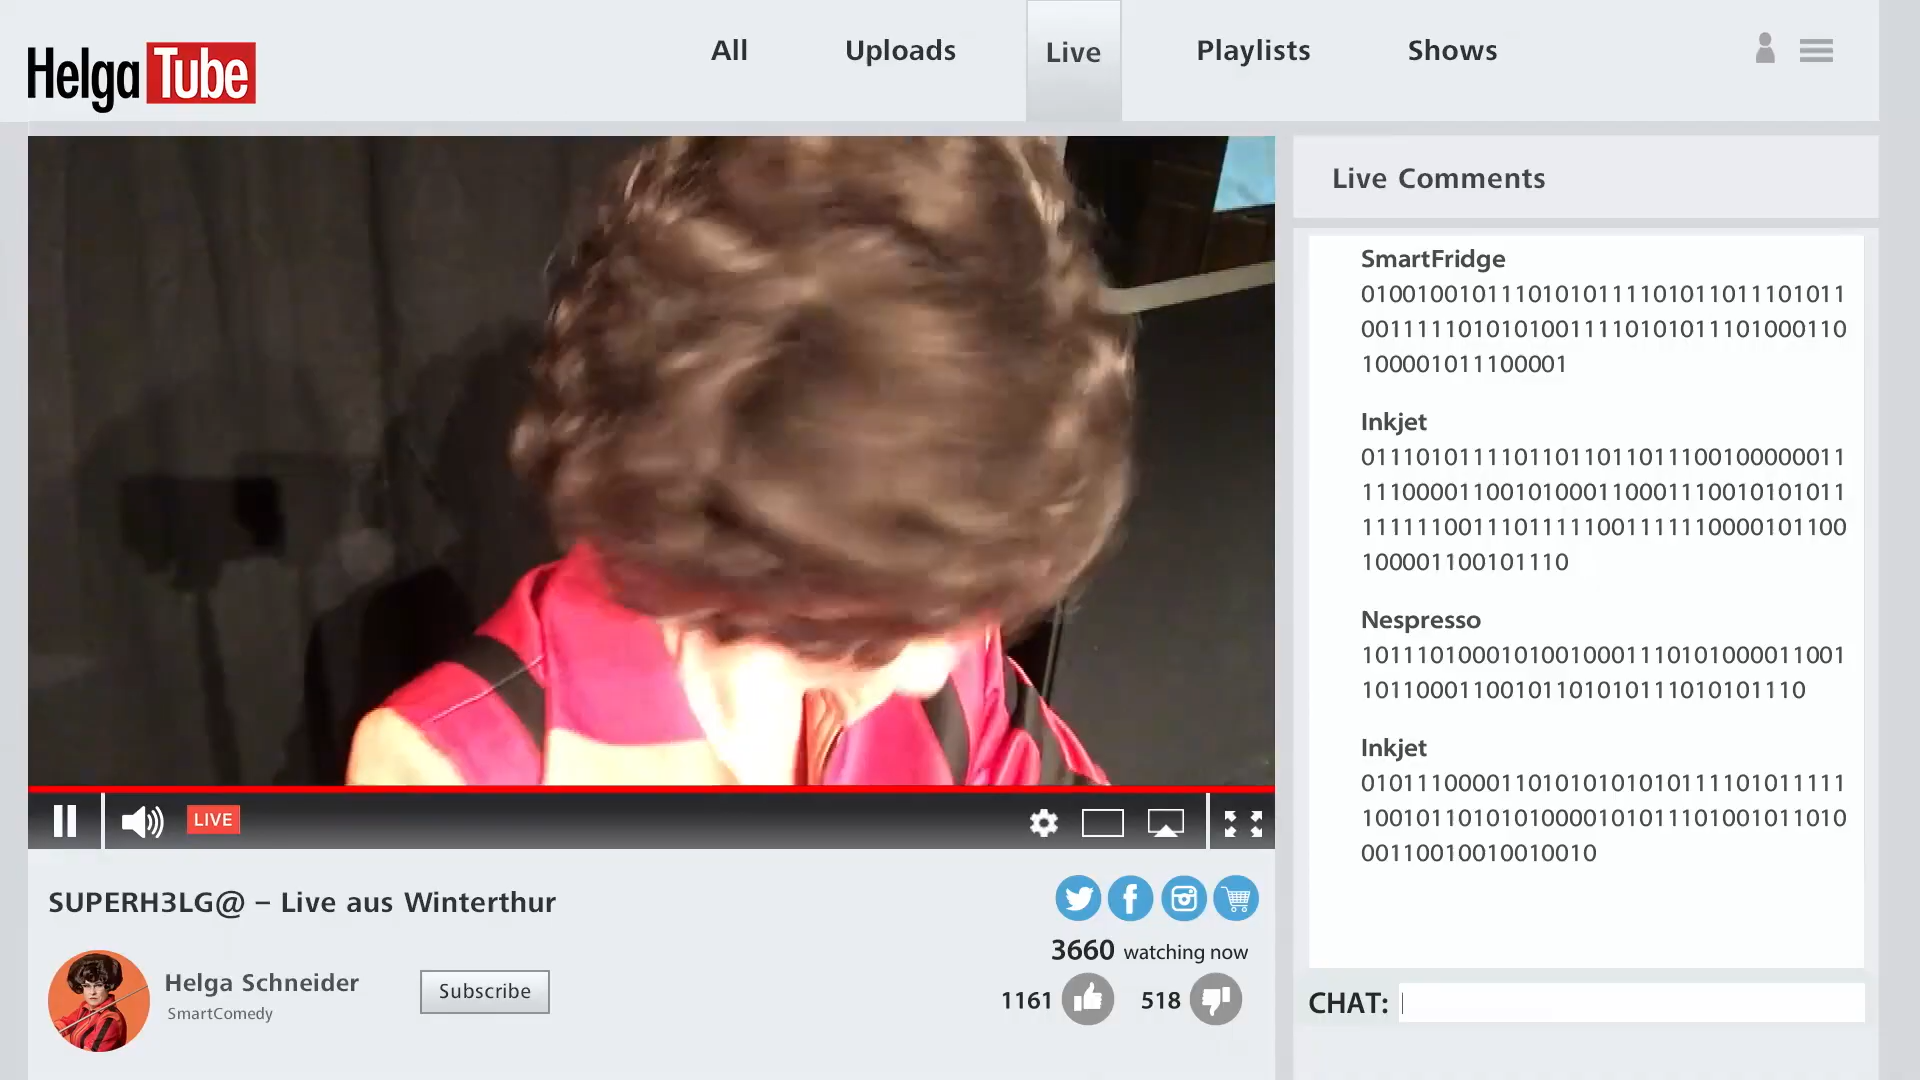 HelgaTube
All
Uploads
Live
Playlists
Shows
Live Comments
SmartFridge
0100100101110101011110101101110101​1
0011111010101001111010101110100011​0
100001011100001
Inkjet
0111010111101101101101110010000001​1
1110000110010100011000111001010101​1
1111110011101111100111111000010110​0
100001100101110
Nespresso
1011101000101001000111010100001100​1
1011000110010110101011101010111​0
Inkjet
0101110000110101010101011110101111​1
1001011010101000010101110100101101​0
00110010010010010
LIVE
SUPERH3LG@ – Live aus Winterthur
3660 watching now
Helga Schneider
SmartComedy
Subscribe
1161
518
CHAT: